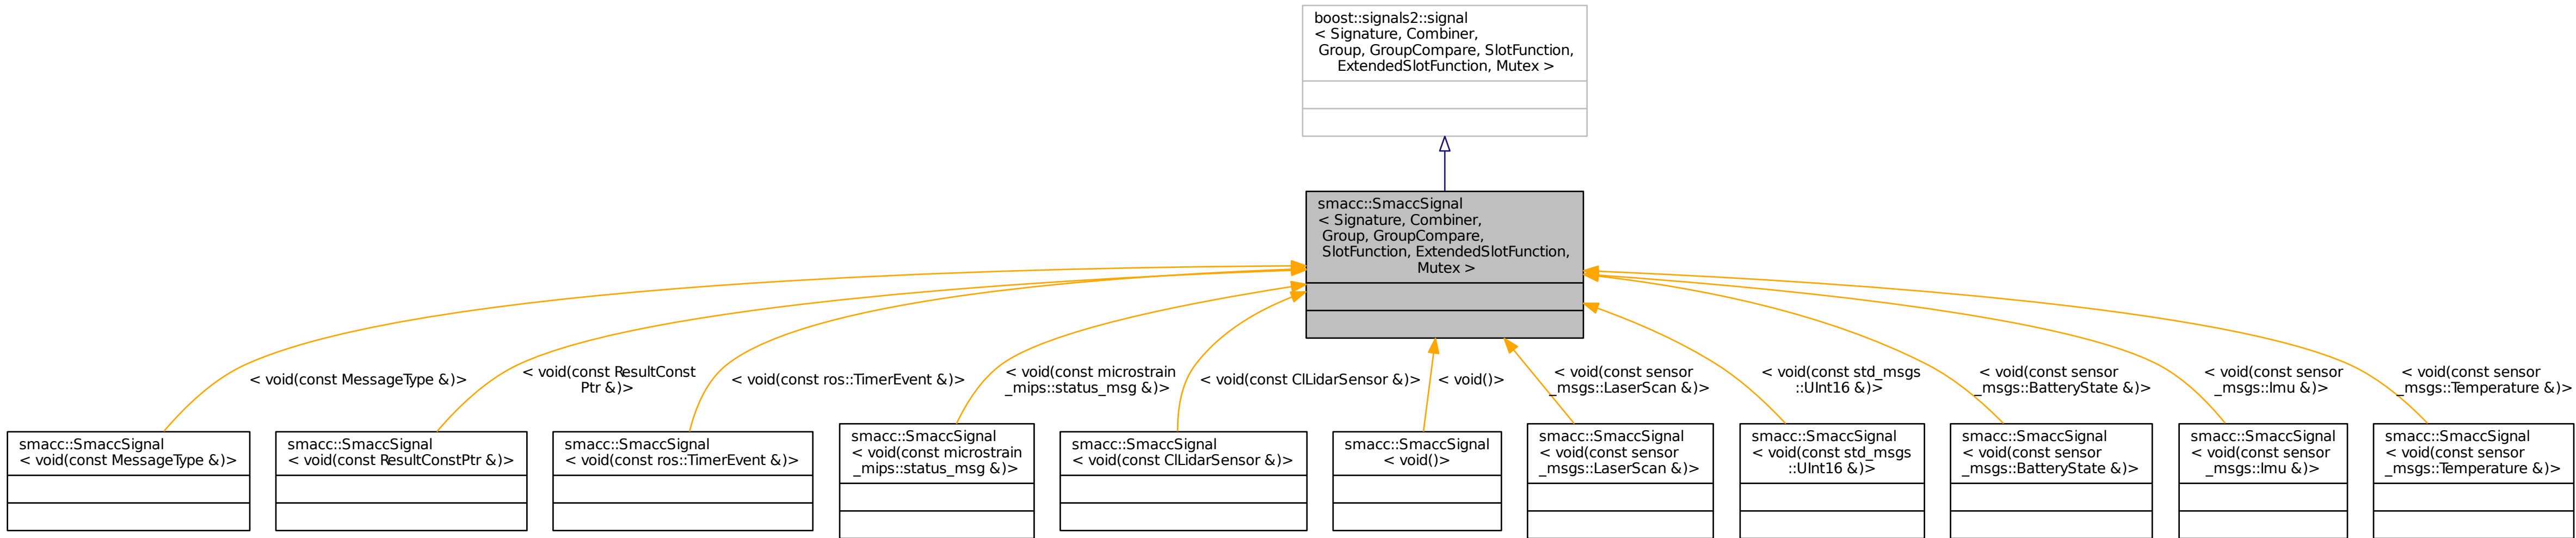 boost::signals2::signal
< Signature, Combiner,
Group, GroupCompare, SlotFunction,
ExtendedSlotFunction, Mutex >
smacc::SmaccSignal
< Signature, Combiner,
Group, GroupCompare,
SlotFunction, ExtendedSlotFunction,
Mutex >
< void(const MessageType &)>
< void(const ResultConst
Ptr &)>
< void(const ros::TimerEvent &)>
< void(const microstrain
_mips::status_msg &)>
< void(const ClLidarSensor &)>
< void()>
< void(const sensor
_msgs::LaserScan &)>
< void(const std_msgs
::UInt16 &)>
< void(const sensor
_msgs::BatteryState &)>
< void(const sensor
_msgs::Imu &)>
< void(const sensor
_msgs::Temperature &)>
smacc::SmaccSignal
< void(const MessageType &)>
smacc::SmaccSignal
< void(const ResultConstPtr &)>
smacc::SmaccSignal
< void(const ros::TimerEvent &)>
smacc::SmaccSignal
< void(const microstrain
_mips::status_msg &)>
smacc::SmaccSignal
< void(const ClLidarSensor &)>
smacc::SmaccSignal
< void()>
smacc::SmaccSignal
< void(const sensor
_msgs::LaserScan &)>
smacc::SmaccSignal
< void(const std_msgs
::UInt16 &)>
smacc::SmaccSignal
< void(const sensor
_msgs::BatteryState &)>
smacc::SmaccSignal
< void(const sensor
_msgs::Imu &)>
smacc::SmaccSignal
< void(const sensor
_msgs::Temperature &)>